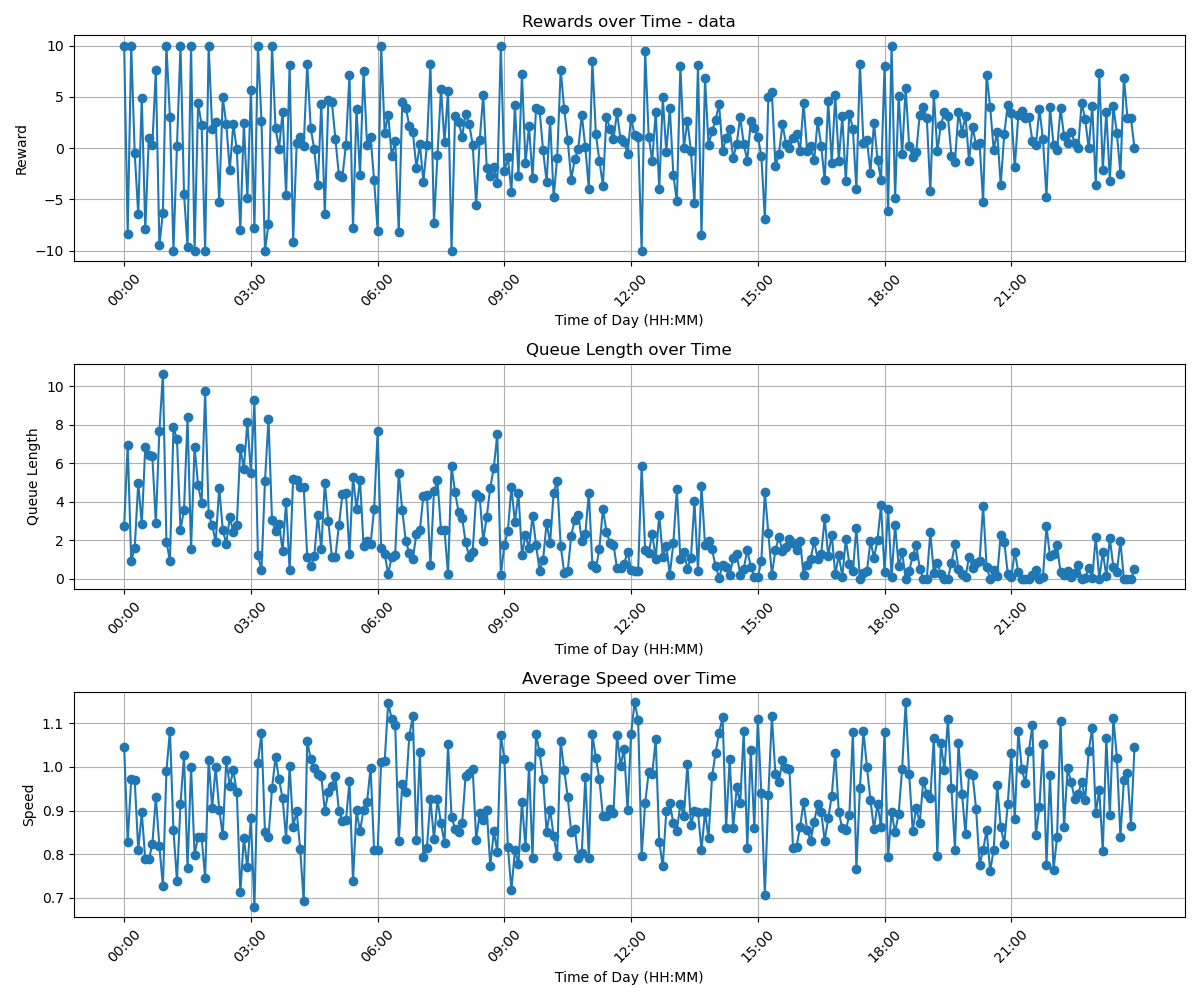 Rewards over Time - data
10
5
0
−5
−10
Reward
00:00 03:00 06:00 09:00 12:00 15:00 18:00 21:00
Time of Day (HH:MM)
Queue Length over Time
10
8
6
4
2
0
Queue Length
00:00 03:00 06:00 09:00 12:00 15:00 18:00 21:00
Time of Day (HH:MM)
Average Speed over Time
1.1
1.0
0.9
0.8
0.7
Speed
00:00 03:00 06:00 09:00 12:00 15:00 18:00 21:00
Time of Day (HH:MM)